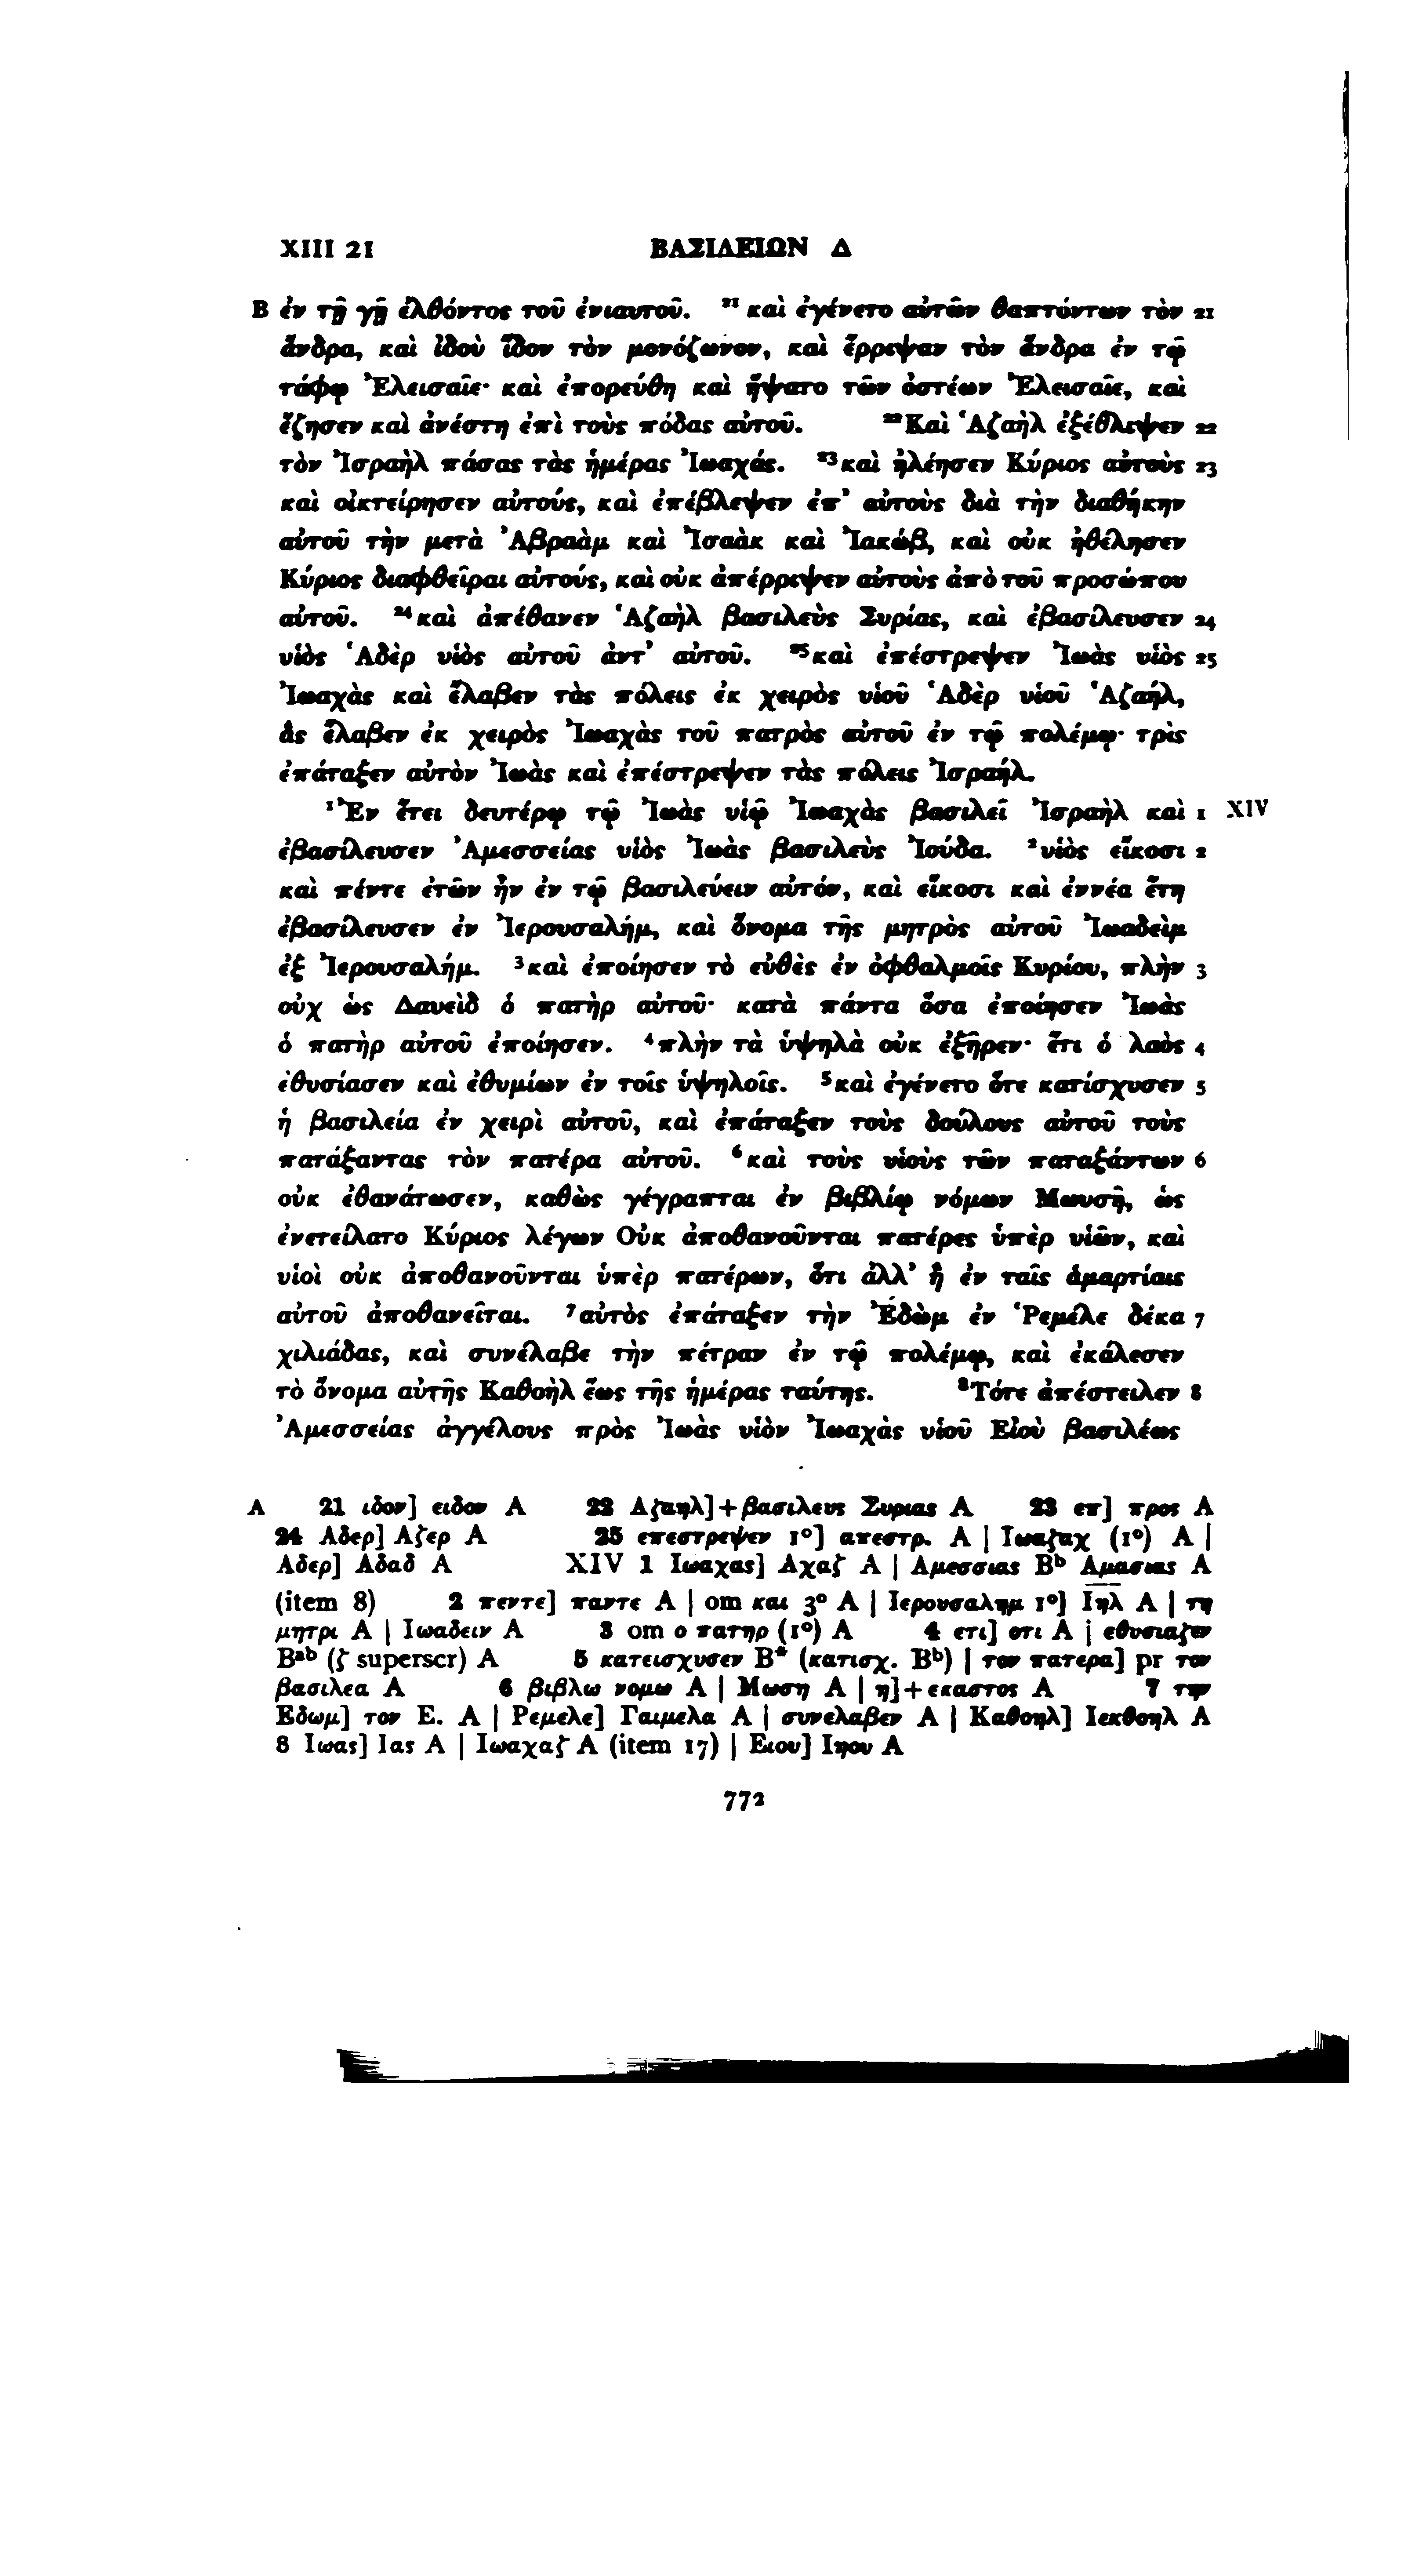 XIII 21 ΒΑΣΙΛΕΙΩΝ Δ
B ἐν τῇ γῇ ἐλθόντος τοῦ ἐνιαυτοῦ. ²¹καὶ ἐγένετο αὐτῶν θαπτόντων τὸν 21
ἄνδρα, καὶ ἰδοὺ ἴδον τὸν μονόζωνον, καὶ ἔρριψαν τὸν ἄνδρα ἐν τῷ
τάφῳ Ἐλεισαῖε· καὶ ἐπορεύθη καὶ ἥψατο τῶν ὀστέων Ἐλεισαῖε, καὶ
ἔζησεν καὶ ἀνέστη ἐπὶ τοὺς πόδας αὐτοῦ. ²²Καὶ Ἁζαὴλ ἐξέθλιψεν 22
τὸν Ἰσραὴλ πάσας τὰς ἡμέρας Ἰωαχάς. ²³καὶ ἠλέησεν Κύριος αὐτοὺς 23
καὶ οἰκτείρησεν αὐτούς, καὶ ἐπέβλεψεν ἐπ᾽ αὐτοὺς διὰ τὴν διαθήκην
αὐτοῦ τὴν μετὰ Ἀβραὰμ καὶ Ἰσαὰκ καὶ Ἰακώβ, καὶ οὐκ ἠθέλησεν
Κύριος διαφθεῖραι αὐτούς, καὶ οὐκ ἀπέρριψεν αὐτοὺς ἀπὸ τοῦ προσώπου
αὐτοῦ. ²⁴καὶ ἀπέθανεν Ἁζαὴλ βασιλεὺς Συρίας, καὶ ἐβασίλευσεν 24
υἱὸς Ἁδὲρ υἱὸς αὐτοῦ ἀντ᾽ αὐτοῦ. ²⁵καὶ ἐπέστρεψεν Ἰωὰς υἱὸς 25
Ἰωαχὰς καὶ ἔλαβεν τὰς πόλεις ἐκ χειρὸς υἱοῦ Ἁδὲρ υἱοῦ Ἁζαήλ,
ἃς ἔλαβεν ἐκ χειρὸς Ἰωαχὰς τοῦ πατρὸς αὐτοῦ ἐν τῷ πολέμῳ· τρὶς
ἐπάταξεν αὐτὸν Ἰωὰς καὶ ἐπέστρεψεν τὰς πόλεις Ἰσραήλ.
¹Ἐν ἔτει δευτέρῳ τῷ Ἰωὰς υἱῷ Ἰωαχὰς βασιλεῖ Ἰσραὴλ καὶ 1 XIV
ἐβασίλευσεν Ἀμεσσείας υἱὸς Ἰωὰς βασιλεὺς Ἰούδα. ²υἱὸς εἴκοσι 2
καὶ πέντε ἐτῶν ἦν ἐν τῷ βασιλεύειν αὐτόν, καὶ εἴκοσι καὶ ἐννέα ἔτη
ἐβασίλευσεν ἐν Ἰερουσαλήμ, καὶ ὄνομα τῆς μητρὸς αὐτοῦ Ἰωαδεὶμ
ἐξ Ἰερουσαλήμ. ³καὶ ἐποίησεν τὸ εὐθὲς ἐν ὀφθαλμοῖς Κυρίου, πλὴν 3
οὐχ ὡς Δαυεὶδ ὁ πατὴρ αὐτοῦ· κατὰ πάντα ὅσα ἐποίησεν Ἰωὰς
ὁ πατὴρ αὐτοῦ ἐποίησεν. ⁴πλὴν τὰ ὑψηλὰ οὐκ ἐξῆρεν· ἔτι ὁ λαὸς 4
ἐθυσίασεν καὶ ἐθυμίων ἐν τοῖς ὑψηλοῖς. ⁵καὶ ἐγένετο ὅτε κατίσχυσεν 5
ἡ βασιλεία ἐν χειρὶ αὐτοῦ, καὶ ἐπάταξεν τοὺς δούλους αὐτοῦ τοὺς
πατάξαντας τὸν πατέρα αὐτοῦ. ⁶καὶ τοὺς υἱοὺς τῶν παταξάντων 6
οὐκ ἐθανάτωσεν, καθὼς γέγραπται ἐν βιβλίῳ νόμων Μωυσῆ, ὡς
ἐνετείλατο Κύριος λέγων Οὐκ ἀποθανοῦνται πατέρες ὑπὲρ υἱῶν, καὶ
υἱοὶ οὐκ ἀποθανοῦνται ὑπὲρ πατέρων, ὅτι ἀλλ᾽ ἢ ἐν ταῖς ἁμαρτίαις
αὐτοῦ ἀποθανεῖται. ⁷αὐτὸς ἐπάταξεν τὴν Ἐδὼμ ἐν Ῥεμέλε δέκα 7
χιλιάδας, καὶ συνέλαβε τὴν πέτραν ἐν τῷ πολέμῳ, καὶ ἐκάλεσεν
τὸ ὄνομα αὐτῆς Καθοὴλ ἕως τῆς ἡμέρας ταύτης. ⁸Τότε ἀπέστειλεν 8
Ἀμεσσείας ἀγγέλους πρὸς Ἰωὰς υἱὸν Ἰωαχὰς υἱοῦ Εἰοὺ βασιλέως
A 21 ιδον] ειδον A 22 Αζαηλ]+βασιλευς Συριας A 23 επ] προς A
24 Αδερ] Αζερ A 25 επεστρεψεν 1°] απεστρ. A | Ιωαζαχ (1°) A |
Αδερ] Αδαδ A XIV 1 Ιωαχας] Αχαζ A | Αμεσσιας Bᵇ Αμασιας A
(item 8) 2 πεντε] παντε A | om και 3° A | Ιερουσαλημ 1°] Ι̅η̅λ̅ A | τη
μητρι A | Ιωαδειν A 3 om ο πατηρ (1°) A 4 ετι] οτι A | εθυσιαζεν
Bᵃᵇ (ζ superscr) A 5 κατεισχυσεν B* (κατισχ. Bᵇ) | τον πατερα] pr τον
βασιλεα A 6 βιβλω νομω A | Μωση A | η]+εκαστος A 7 την
Εδωμ] τον Ε. A | Ρεμελε] Γαιμελα A | συνελαβεν A | Καθοηλ] Ιεκθοηλ A
8 Ιωας] Ιας A | Ιωαχαζ A (item 17) | Ειου] Ιηου A
772